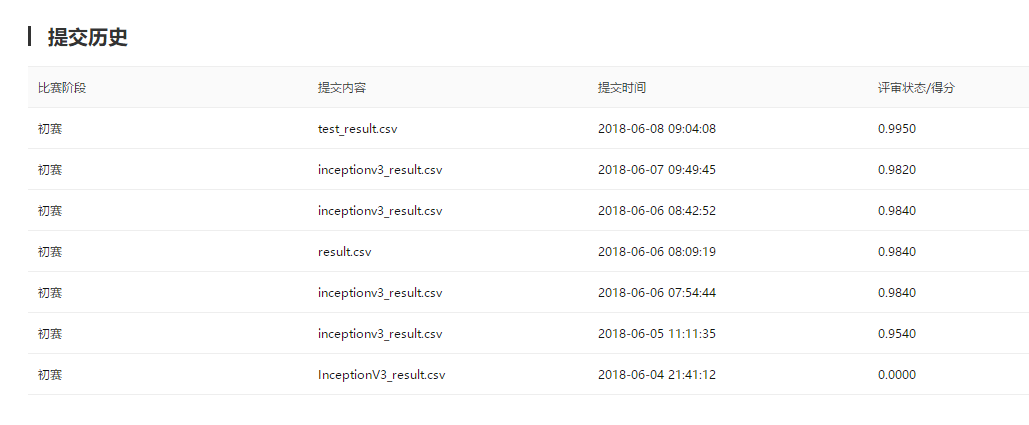 提交历史
比赛阶段 提交内容 提交时间 评审状态/得分
初赛 test_result.csv 2018-06-08 09:04:08 0.9950
初赛 inceptionv3_result.csv 2018-06-07 09:49:45 0.9820
初赛 inceptionv3_result.csv 2018-06-06 08:42:52 0.9840
初赛 result.csv 2018-06-06 08:09:19 0.9840
初赛 inceptionv3_result.csv 2018-06-06 07:54:44 0.9840
初赛 inceptionv3_result.csv 2018-06-05 11:11:35 0.9540
初赛 InceptionV3_result.csv 2018-06-04 21:41:12 0.0000